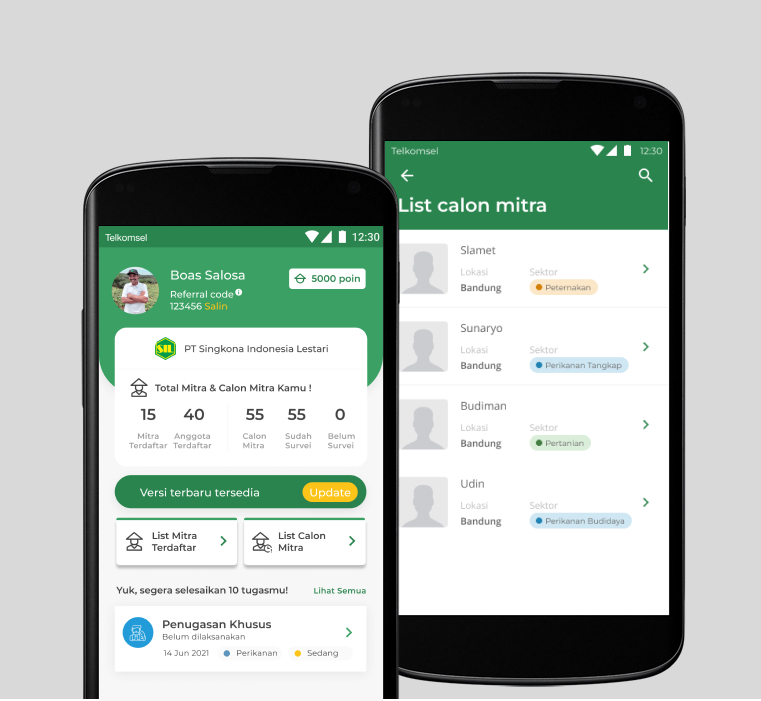 Telkomsel
12:30
Boas Salosa
5000 poin
Referral code
123456 Salin
SIL
PT Singkona Indonesia Lestari
Total Mitra & Calon Mitra Kamu !
15 40 55 55 0
Mitra Terdaftar
Anggota Terdaftar
Calon Mitra
Sudah Survei
Belum Survei
Versi terbaru tersedia
Update
List Mitra
Terdaftar
List Calon
Mitra
Yuk, segera selesaikan 10 tugasmu!
Lihat Semua
Penugasan Khusus
Belum dilaksanakan
14 Jun 2021 Perikanan Sedang
Telkomsel
12:30
List calon mitra
Slamet
Lokasi Sektor
Bandung Peternakan
Sunaryo
Lokasi Sektor
Bandung Perikanan Tangkap
Budiman
Lokasi Sektor
Bandung Pertanian
Udin
Lokasi Sektor
Bandung Perikanan Budidaya